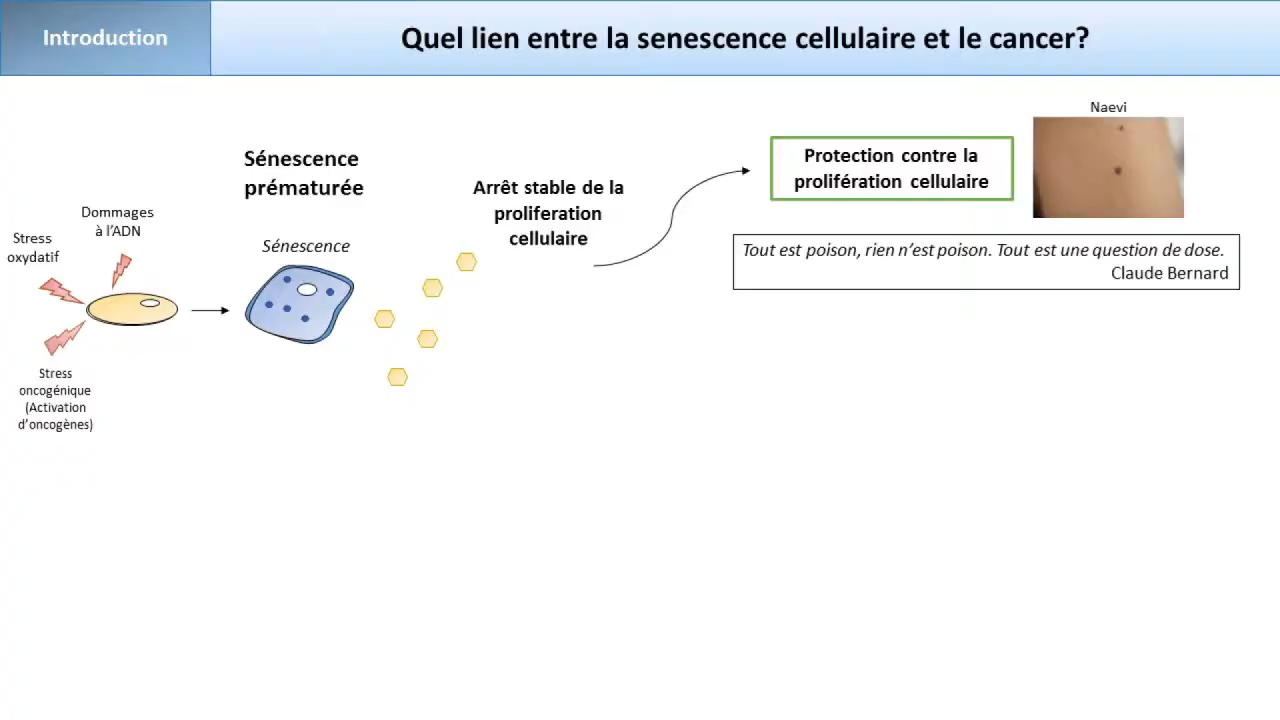 Introduction
Quel lien entre la senescence cellulaire et le cancer?
Naevi
Sénescence
prématurée
Protection contre la
prolifération cellulaire
Arrêt stable de la
proliferation
cellulaire
Dommages
à l’ADN
Stress
oxydatif
Sénescence
Tout est poison, rien n’est poison. Tout est une question de dose.
Claude Bernard
Stress
oncogénique
(Activation
d’oncogènes)